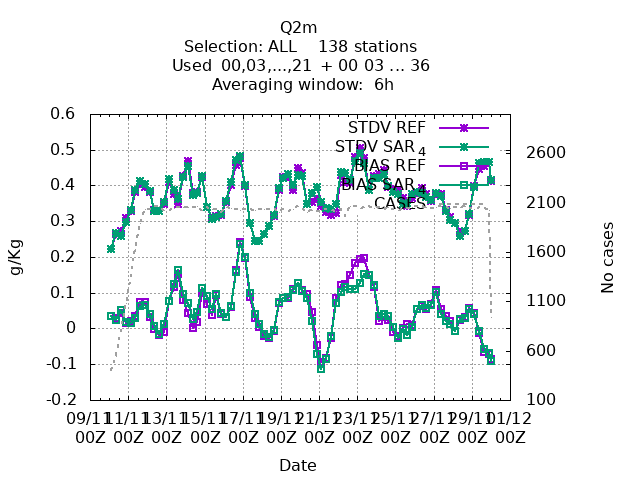 Q2m
Selection: ALL 138 stations
Used 00,03,...,21 + 00 03 ... 36
Averaging window: 6h
STDV REF
STDV SAR 4
BIAS REF
BIAS SAR 4
CASES
0.6
0.5
0.4
0.3
0.2
0.1
0
-0.1
-0.2
g/Kg
2600
2100
1600
1100
600
100
No cases
09/11 11/11 13/11 15/11 17/11 19/11 21/11 23/11 25/11 27/11 29/11 01/12
00Z 00Z 00Z 00Z 00Z 00Z 00Z 00Z 00Z 00Z 00Z 00Z
Date